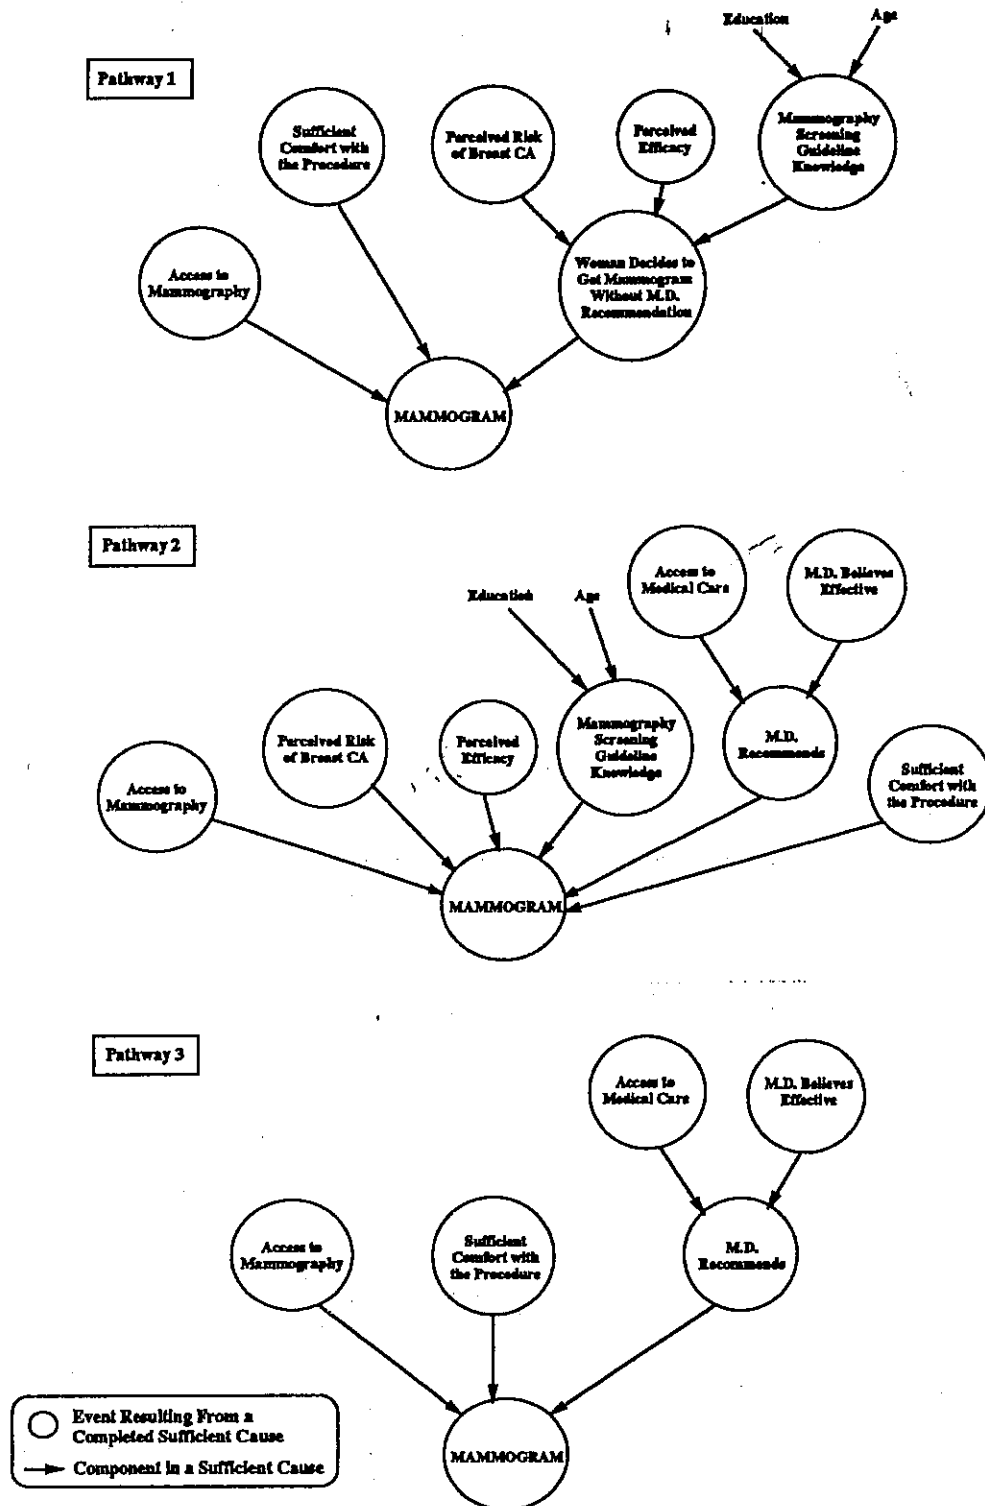 Education
Age
Pathway 1
Sufficient
Comfort with
the Procedure
Perceived Risk
of Breast CA
Perceived
Efficacy
Mammography
Screening
Guideline
Knowledge
Access to
Mammography
Woman Decides to
Get Mammogram
Without M.D.
Recommendation
MAMMOGRAM
Pathway 2
Education
Age
Access to
Medical Care
M.D. Believes
Effective
Access to
Mammography
Perceived Risk
of Breast CA
Perceived
Efficacy
Mammography
Screening
Guideline
Knowledge
M.D.
Recommends
Sufficient
Comfort with
the Procedure
MAMMOGRAM
Pathway 3
Access to
Medical Care
M.D. Believes
Effective
Access to
Mammography
Sufficient
Comfort with
the Procedure
M.D.
Recommends
MAMMOGRAM
Event Resulting From a
Completed Sufficient Cause
Component in a Sufficient Cause